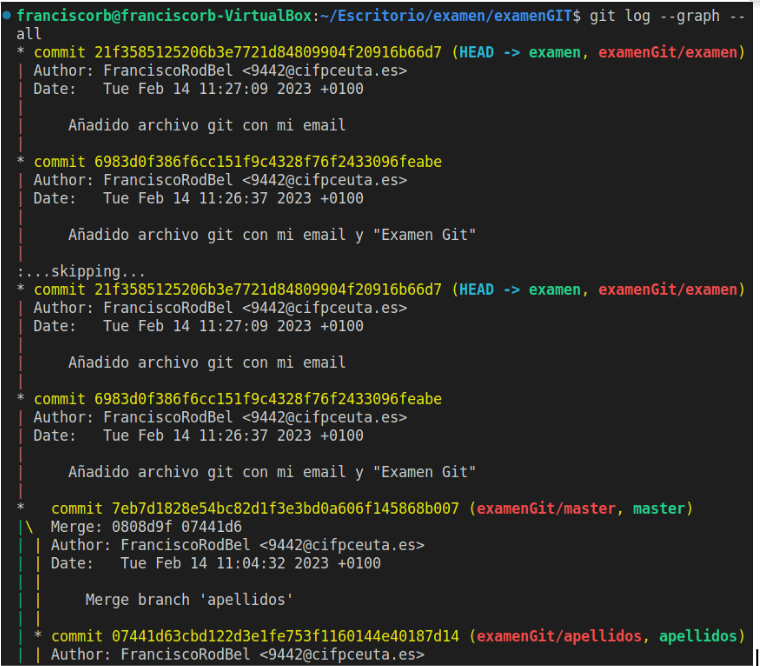 franciscorb@franciscorb-VirtualBox:~/Escritorio/examen/examenGIT$ git log --graph --
all
* commit 21f3585125206b3e7721d84809904f20916b66d7 (HEAD -> examen, examenGit/examen)
| Author: FranciscoRodBel <9442@cifpceuta.es>
| Date:   Tue Feb 14 11:27:09 2023 +0100
|
|     Añadido archivo git con mi email
|
* commit 6983d0f386f6cc151f9c4328f76f2433096feabe
| Author: FranciscoRodBel <9442@cifpceuta.es>
| Date:   Tue Feb 14 11:26:37 2023 +0100
|
|     Añadido archivo git con mi email y "Examen Git"
|
:...skipping...
* commit 21f3585125206b3e7721d84809904f20916b66d7 (HEAD -> examen, examenGit/examen)
| Author: FranciscoRodBel <9442@cifpceuta.es>
| Date:   Tue Feb 14 11:27:09 2023 +0100
|
|     Añadido archivo git con mi email
|
* commit 6983d0f386f6cc151f9c4328f76f2433096feabe
| Author: FranciscoRodBel <9442@cifpceuta.es>
| Date:   Tue Feb 14 11:26:37 2023 +0100
|
|     Añadido archivo git con mi email y "Examen Git"
|
*   commit 7eb7d1828e54bc82d1f3e3bd0a606f145868b007 (examenGit/master, master)
|\  Merge: 0808d9f 07441d6
| | Author: FranciscoRodBel <9442@cifpceuta.es>
| | Date:   Tue Feb 14 11:04:32 2023 +0100
| |
| |     Merge branch 'apellidos'
| |
| * commit 07441d63cbd122d3e1fe753f1160144e40187d14 (examenGit/apellidos, apellidos)
| | Author: FranciscoRodBel <9442@cifpceuta.es>